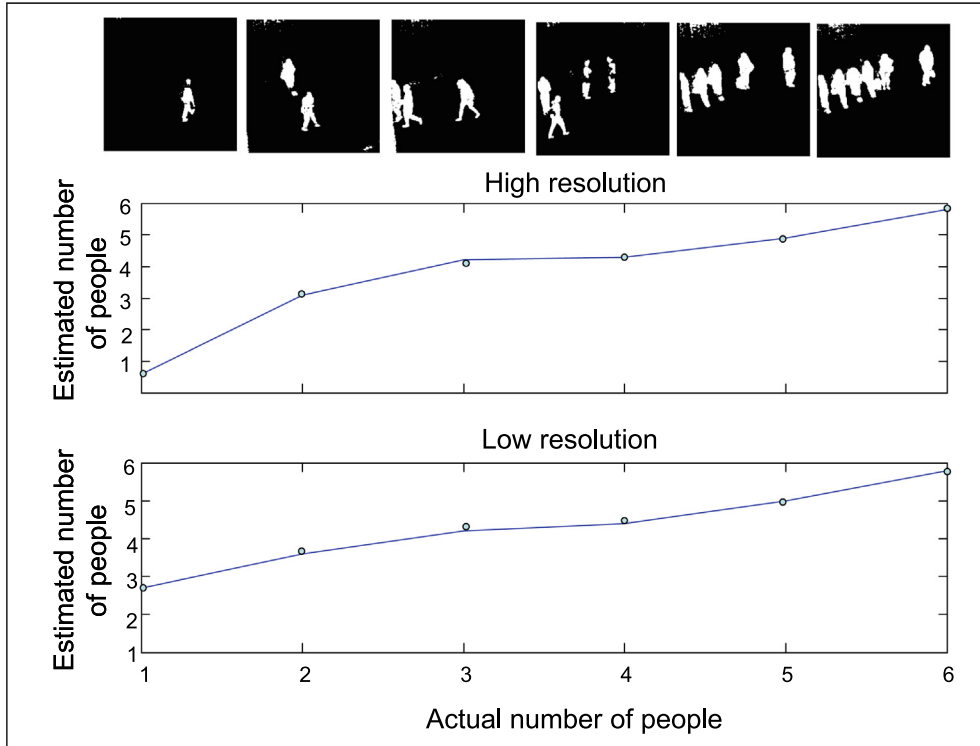 High resolution
Estimated number
of people
6
5
4
3
2
1
Low resolution
Estimated number
of people
6
5
4
3
2
1
1 2 3 4 5 6
Actual number of people